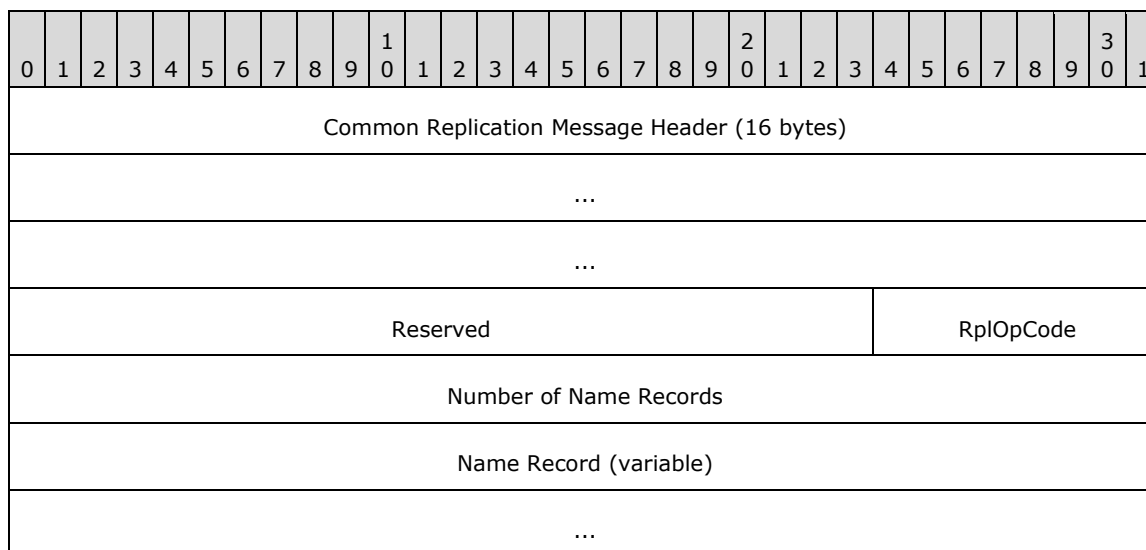 1 2 3
0 1 2 3 4 5 6 7 8 9 0 1 2 3 4 5 6 7 8 9 0 1 2 3 4 5 6 7 8 9 0 1
Common Replication Message Header (16 bytes)
...
...
Reserved RplOpCode
Number of Name Records
Name Record (variable)
...